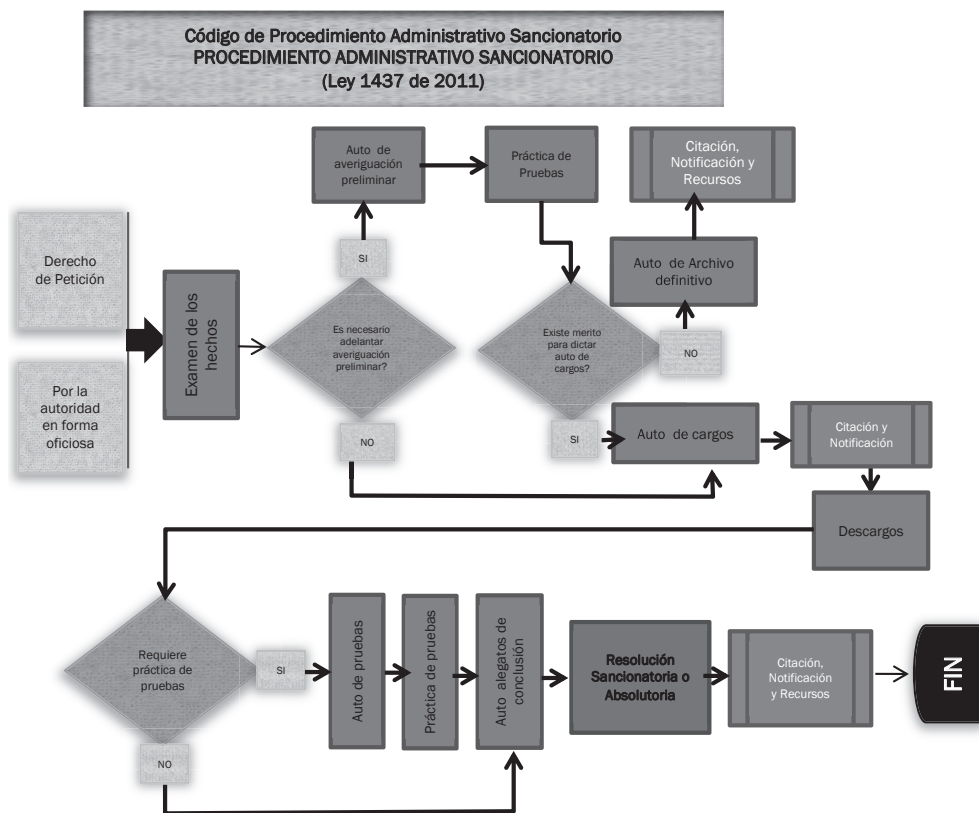 Código de Procedimiento Administrativo Sancionatorio
PROCEDIMIENTO ADMINISTRATIVO SANCIONATORIO
(Ley 1437 de 2011)
Derecho
de Petición
Por la
autoridad
en forma
oficiosa
Examen de los
hechos
Es necesario
adelantar
averiguación
preliminar?
SI
Auto de
averiguación
preliminar
Práctica de
Pruebas
NO
Existe merito
para dictar
auto de
cargos?
NO
Auto de Archivo
definitivo
Citación,
Notificación y
Recursos
SI
Auto de cargos
Citación y
Notificación
Descargos
Requiere
práctica de
pruebas
SI
NO
Auto de pruebas
Práctica de pruebas
Auto alegatos de
conclusión
Resolución
Sancionatoria o
Absolutoria
Citación,
Notificación
y Recursos
FIN